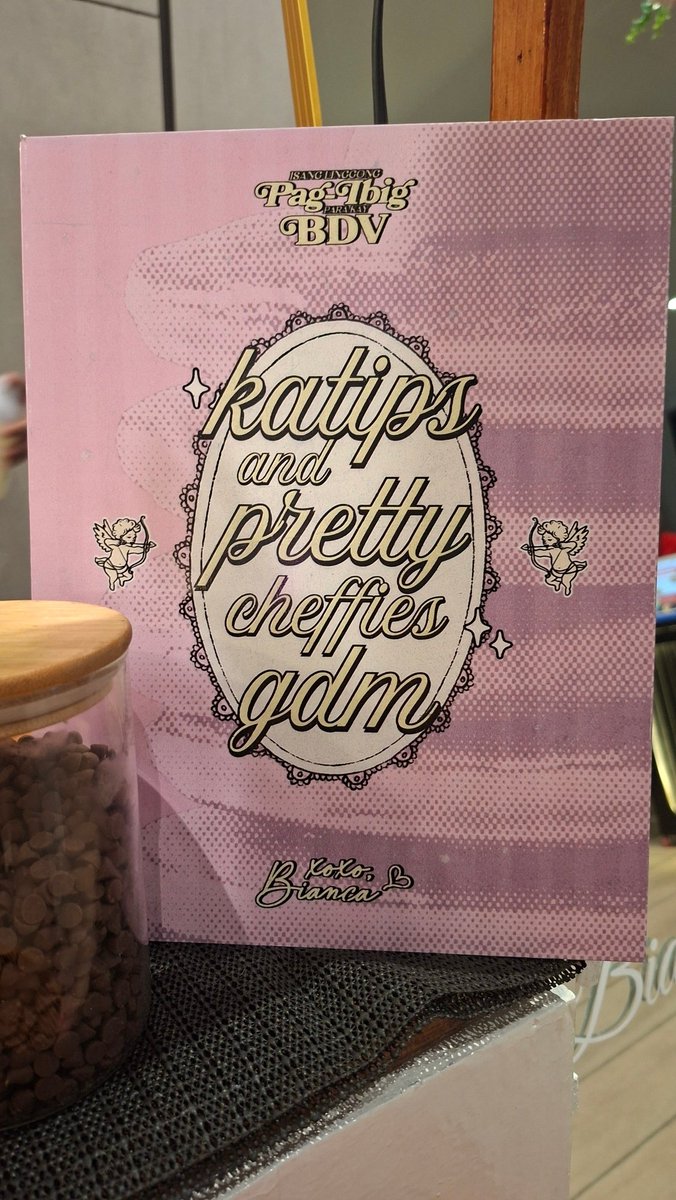 ISANG LINGGONG
Pag-Ibig
PARA KAY
BDV
katips
and
pretty
cheffies
gdm
xoxo,
Bianca